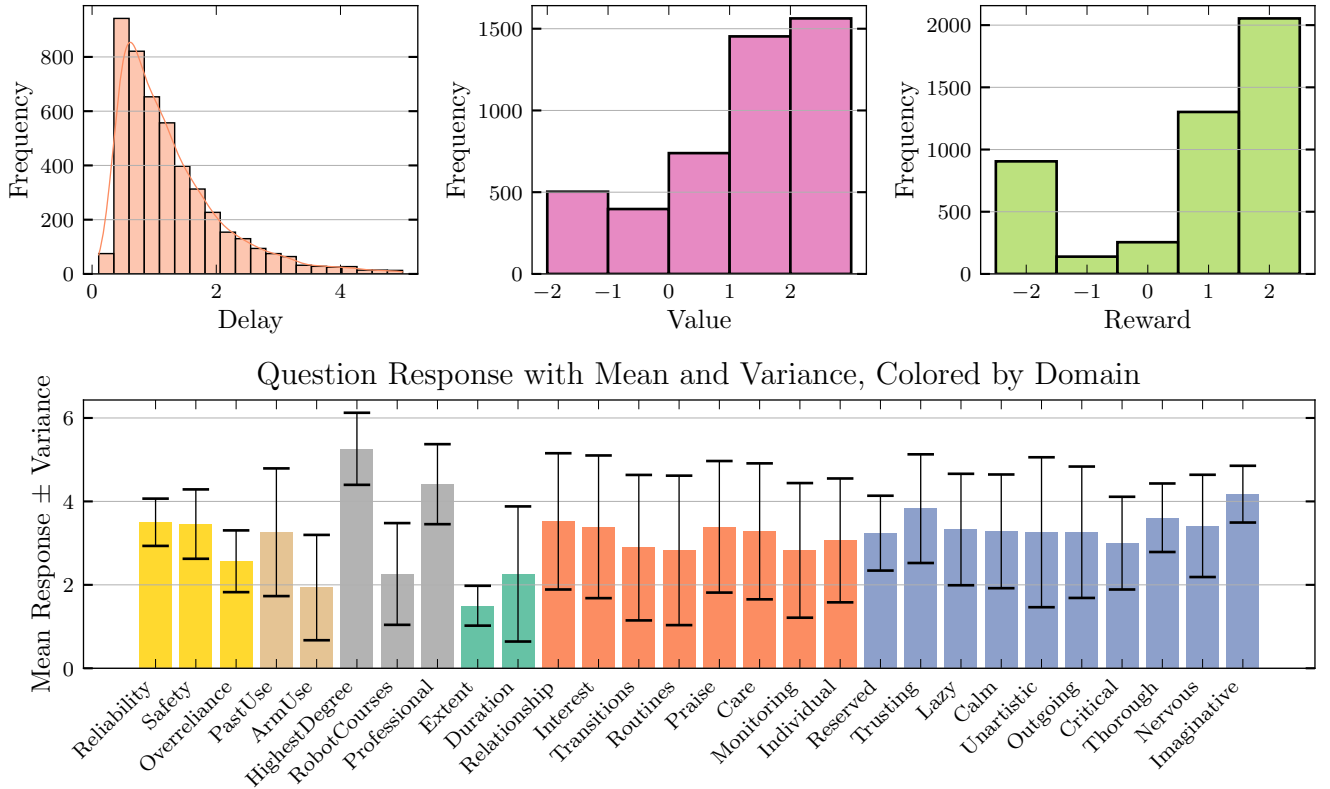 Frequency
800
600
400
200
0
0 2 4
Delay
Frequency
1500
1000
500
0
−2 −1 0 1 2
Value
Frequency
2000
1500
1000
500
0
−2 −1 0 1 2
Reward
Question Response with Mean and Variance, Colored by Domain
Mean Response ± Variance
6
4
2
0
Reliability
Safety
Overreliance
PastUse
ArmUse
HighestDegree
RobotCourses
Professional
Extent
Duration
Relationship
Interest
Transitions
Routines
Praise
Care
Monitoring
Individual
Reserved
Trusting
Lazy
Calm
Unartistic
Outgoing
Critical
Thorough
Nervous
Imaginative